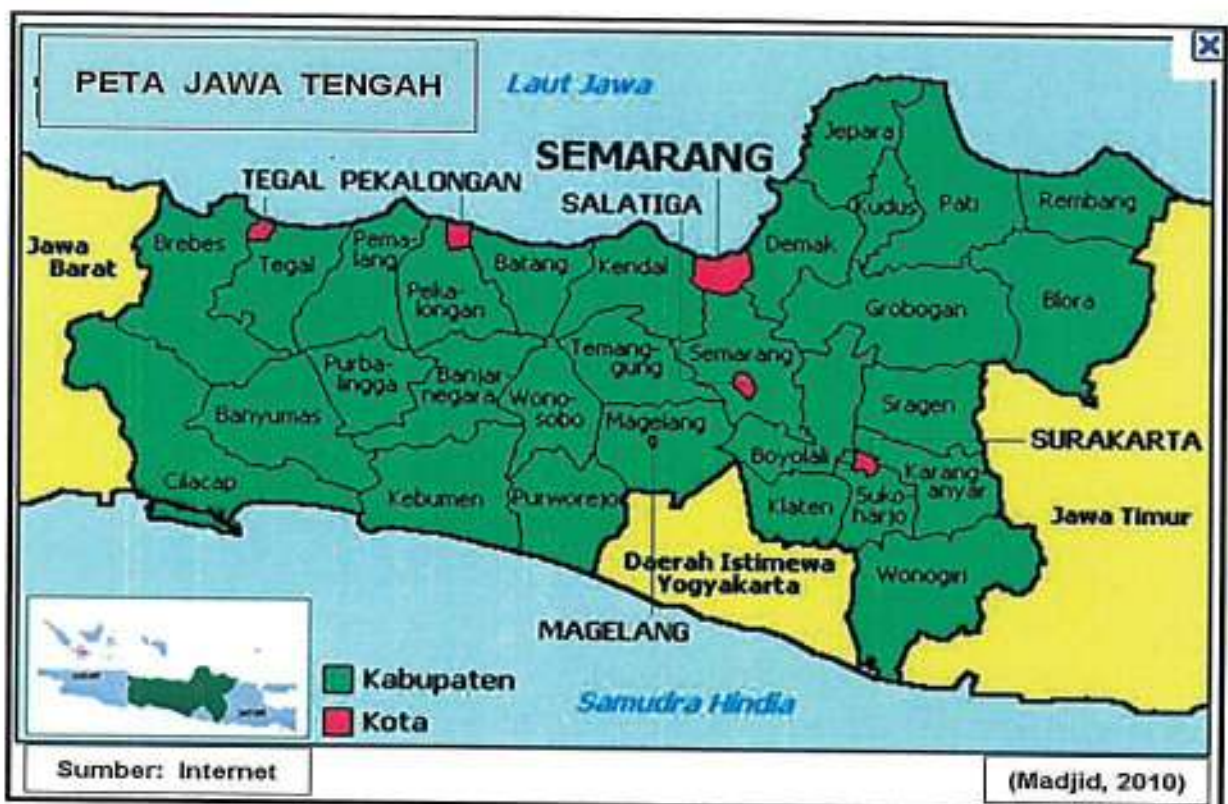 PETA JAWA TENGAH
Laut Jawa
SEMARANG
TEGAL PEKALONGAN
SALATIGA
Jepara
Kudus
Pati
Rembang
Jawa
Barat
Brebes
Tegal
Pema-
lang
Peka-
longan
Batang
Kendal
Demak
Grobogan
Blora
Purba-
lingga
Banjar-
negara
Wono-
sobo
Temang-
gung
Semarang
Banyumas
Magelang
Sragen
SURAKARTA
Boyolali
Karang-
anyar
Cilacap
Kebumen
Purworejo
Klaten
Suko-
harjo
Jawa Timur
Daerah Istimewa
Yogyakarta
Wonogiri
MAGELANG
Kabupaten
Kota
Samudra Hindia
Sumber: Internet
(Madjid, 2010)